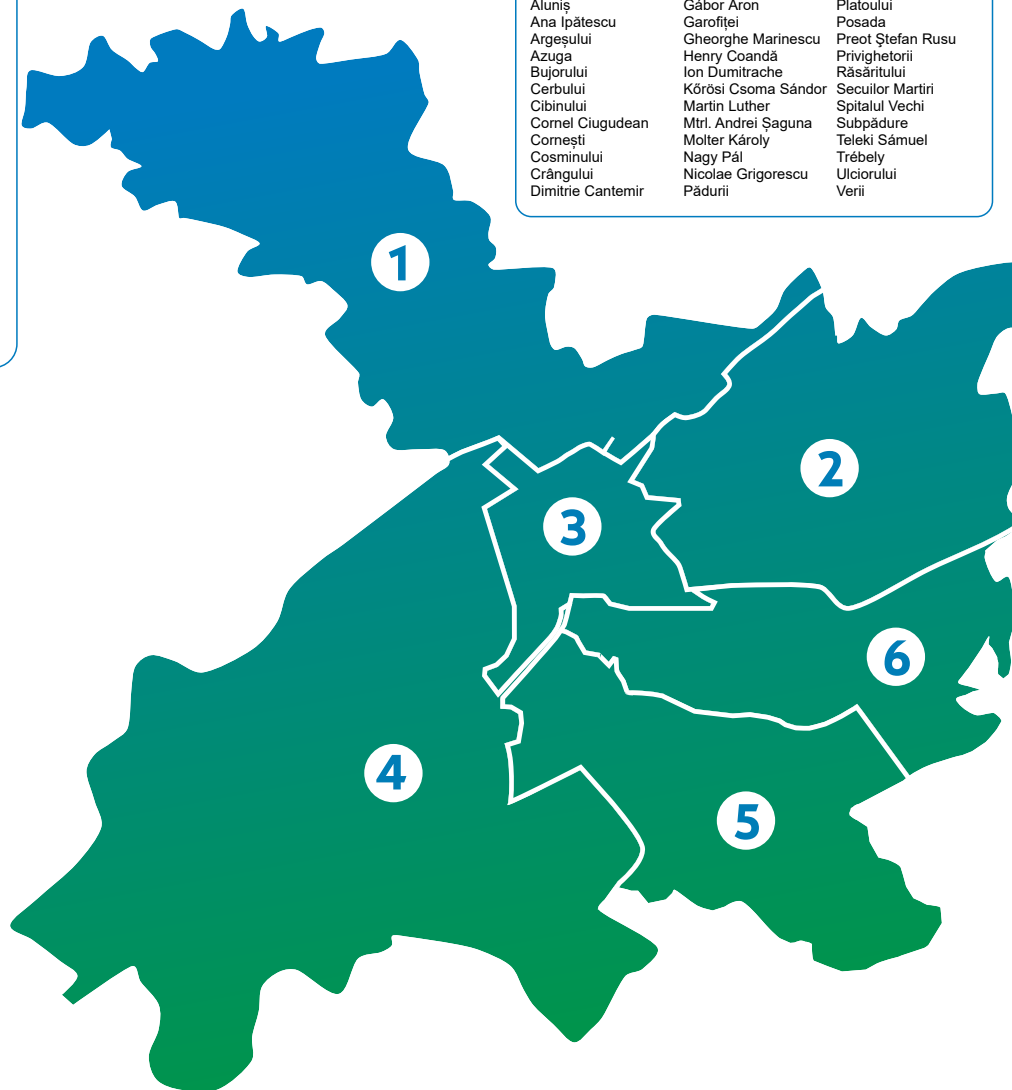 Aluniș
Ana Ipătescu
Argeșului
Azuga
Bujorului
Cerbului
Cibinului
Cornel Ciugudean
Cornești
Cosminului
Crângului
Dimitrie Cantemir
Gábor Áron
Garofiței
Gheorghe Marinescu
Henry Coandă
Ion Dumitrache
Kőrösi Csoma Sándor
Martin Luther
Mtrl. Andrei Șaguna
Molter Károly
Nagy Pál
Nicolae Grigorescu
Pădurii
Platoului
Posada
Preot Ştefan Rusu
Privighetorii
Răsăritului
Secuilor Martiri
Spitalul Vechi
Subpădure
Teleki Sámuel
Trébely
Ulciorului
Verii
1
2
3
6
4
5